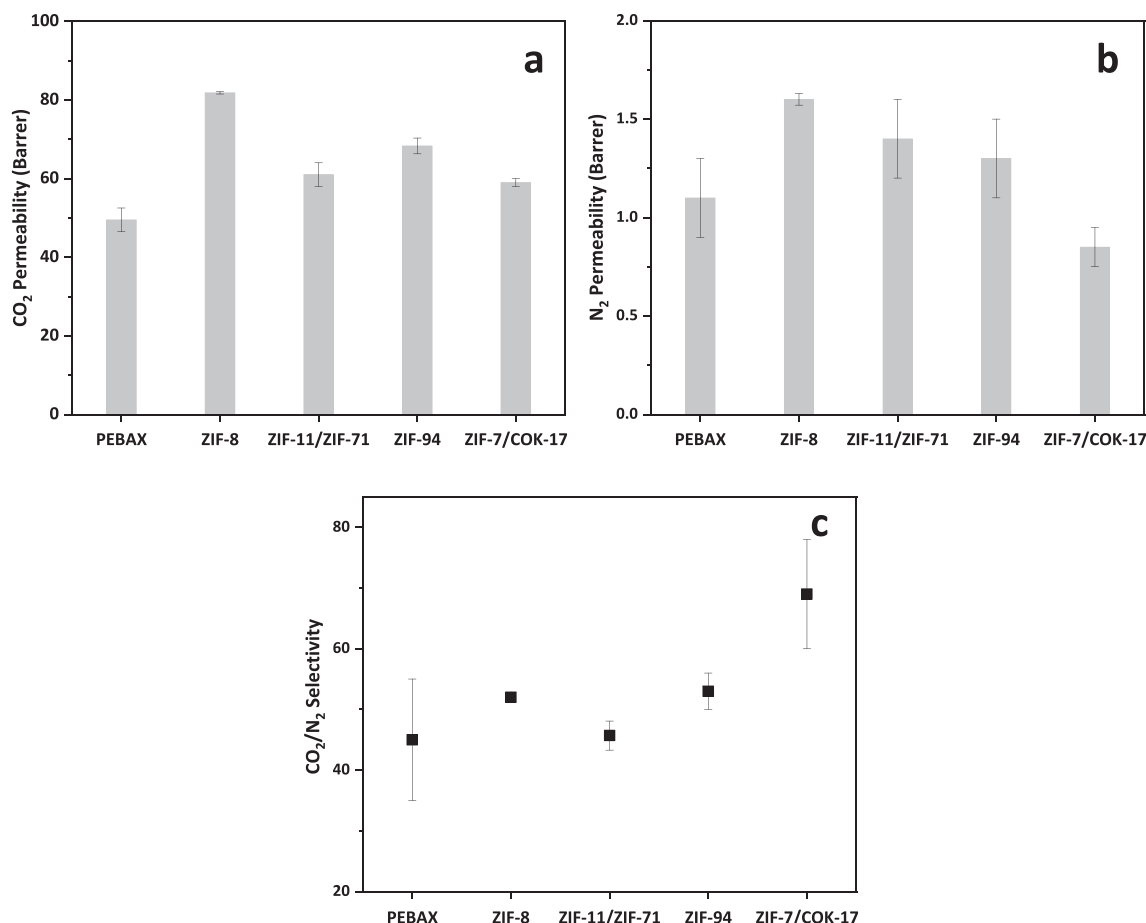 a
CO2 Permeability (Barrer)
100
80
60
40
20
0
PEBAX ZIF-8 ZIF-11/ZIF-71 ZIF-94 ZIF-7/COK-17
b
N2 Permeability (Barrer)
2.0
1.5
1.0
0.5
0.0
PEBAX ZIF-8 ZIF-11/ZIF-71 ZIF-94 ZIF-7/COK-17
c
CO2/N2 Selectivity
80
60
40
20
PEBAX ZIF-8 ZIF-11/ZIF-71 ZIF-94 ZIF-7/COK-17